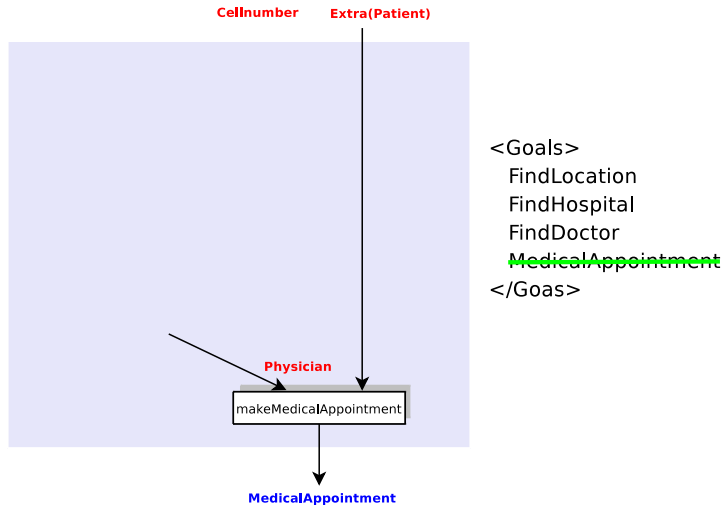 Cellnumber Extra(Patient)
<Goals>
FindLocation
FindHospital
FindDoctor
MedicalAppointment
</Goas>
Physician
makeMedicalAppointment
MedicalAppointment